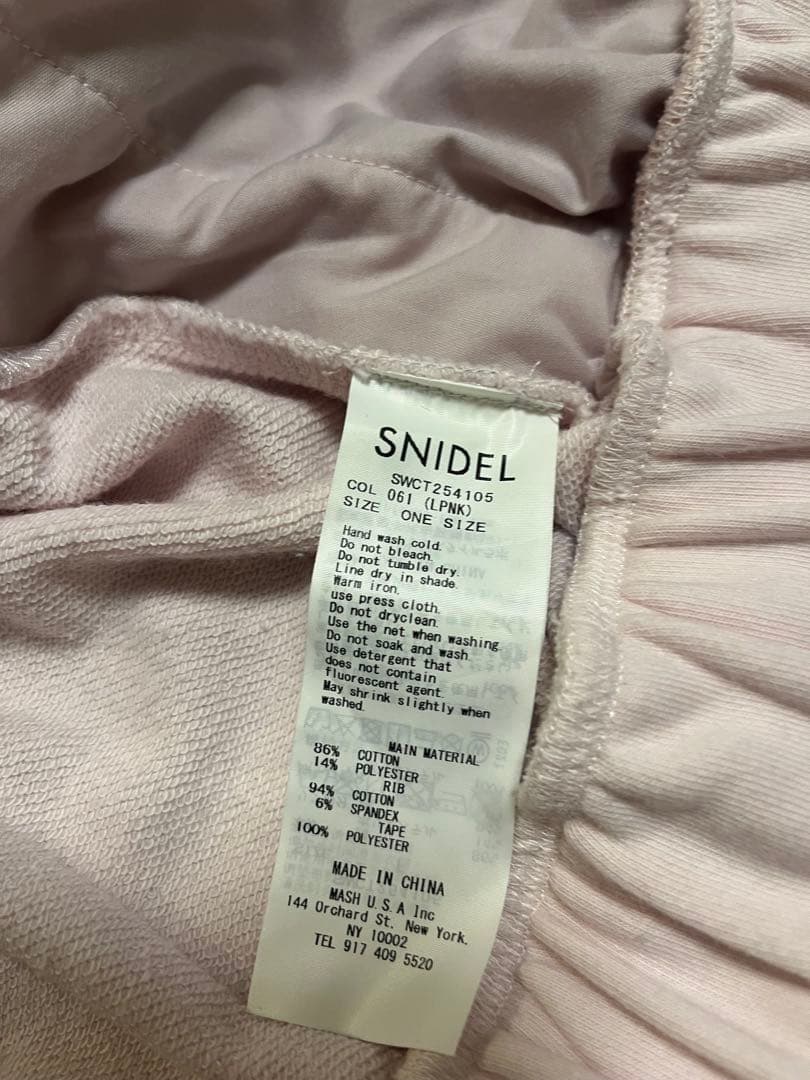 SNIDEL
SWCT254105
COL 061 (LPNK)
SIZE ONE SIZE
Hand wash cold.
Do not bleach.
Do not tumble dry.
Line dry in shade.
Warm iron.
use press cloth.
Do not dryclean.
Use the net when washing.
Do not soak and wash.
Use detergent that
does not contain
fluorescent agent.
May shrink slightly when
washed.
MAIN MATERIAL
86% COTTON
14% POLYESTER
RIB
94% COTTON
6% SPANDEX
TAPE
100% POLYESTER
MADE IN CHINA
MASH U.S.A Inc
144 Orchard St. New York.
NY 10002
TEL 917 409 5520